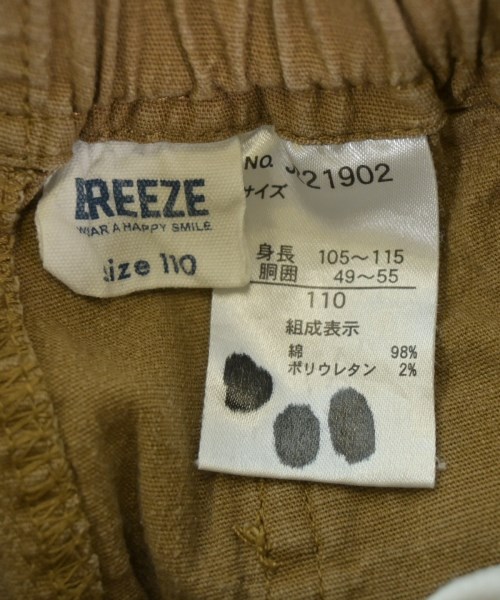 BREEZE
WEAR A HAPPY SMILE
size 110
No. 21902
サイズ
身長 105～115
胴囲 49～55
110
組成表示
綿 98%
ポリウレタン 2%